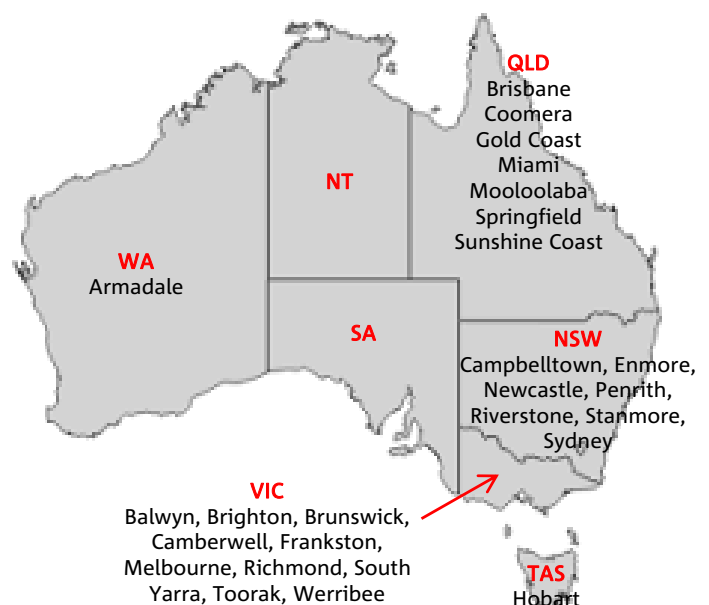 QLD
Brisbane
Coomera
Gold Coast
Miami
Mooloolaba
Springfield
Sunshine Coast
NT
WA
Armadale
SA
NSW
Campbelltown, Enmore,
Newcastle, Penrith,
Riverstone, Stanmore,
Sydney
VIC
Balwyn, Brighton, Brunswick,
Camberwell, Frankston,
Melbourne, Richmond, South
Yarra, Toorak, Werribee
TAS
Hobart